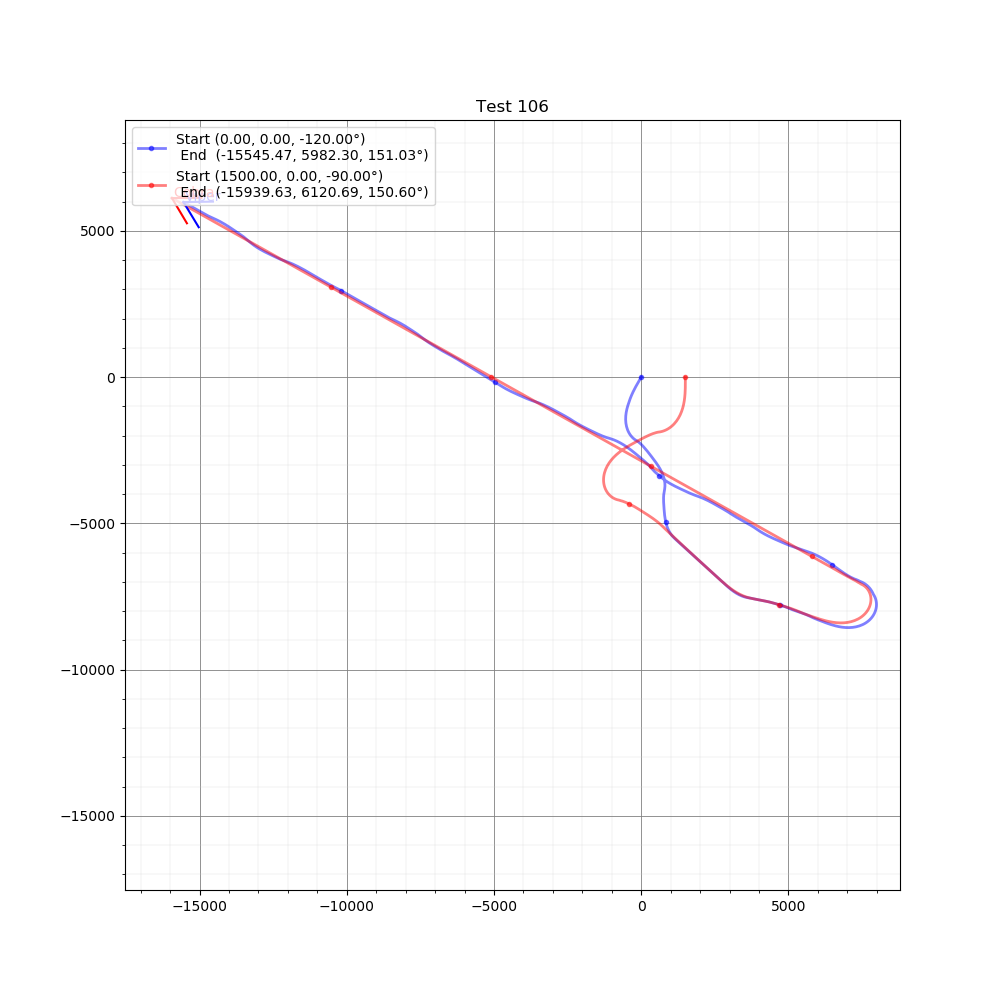 Test 106
Start (0.00, 0.00, -120.00°)
End  (-15545.47, 5982.30, 151.03°)
Start (1500.00, 0.00, -90.00°)
End  (-15939.63, 6120.69, 150.60°)
5000
0
−5000
−10000
−15000
−15000
−10000
−5000
0
5000